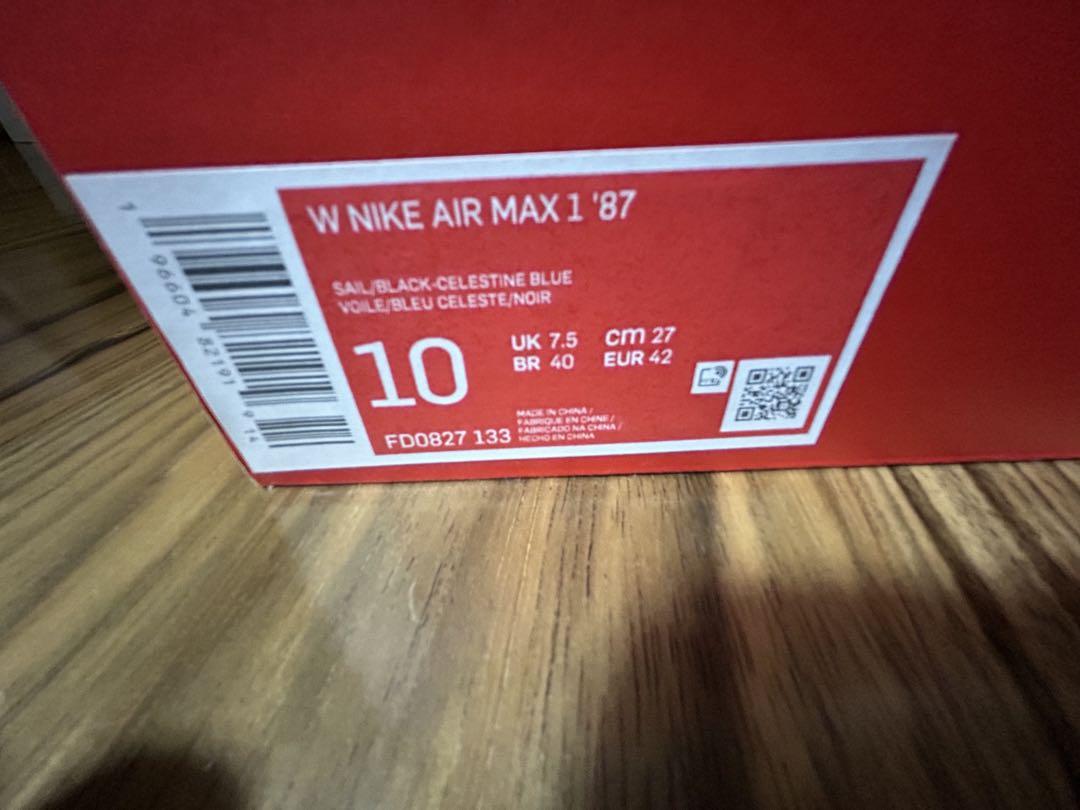 W NIKE AIR MAX 1 '87
SAIL/BLACK-CELESTINE BLUE
VOILE/BLEU CELESTE/NOIR
10
UK 7.5 cm 27
BR 40 EUR 42
FD0827 133
MADE IN CHINA /
FABRIQUE EN CHINE /
FABRICADO NA CHINA /
HECHO EN CHINA